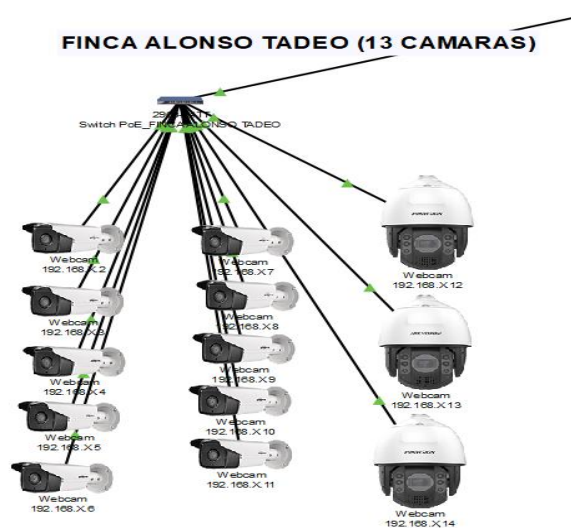 FINCA ALONSO TADEO (13 CAMARAS)
Switch PoE_FINCA ALONSO TADEO
Webcam
192.168.X.2
Webcam
192.168.X.3
Webcam
192.168.X.4
Webcam
192.168.X.5
Webcam
192.168.X.6
Webcam
192.168.X.7
Webcam
192.168.X.8
Webcam
192.168.X.9
Webcam
192.168.X.10
Webcam
192.168.X.11
Webcam
192.168.X.12
Webcam
192.168.X.13
Webcam
192.168.X.14